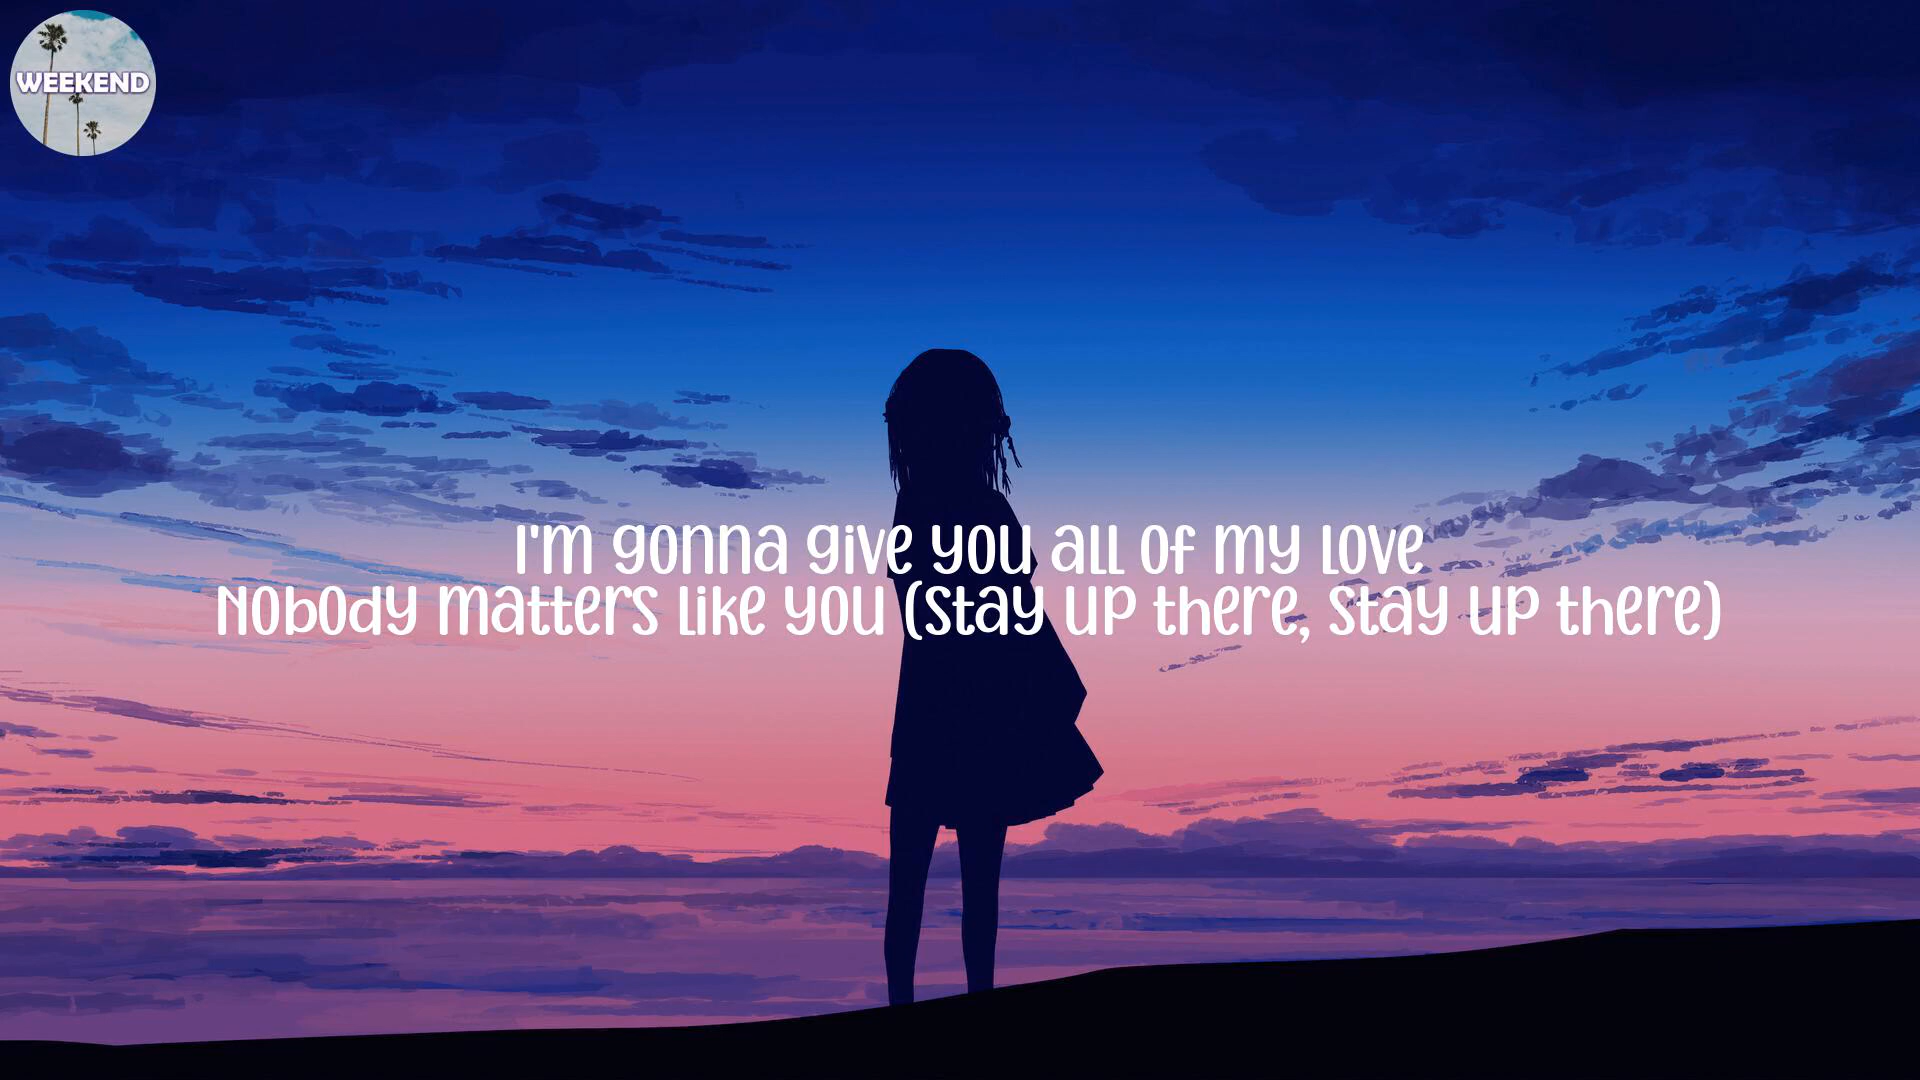 WEEKEND
I'm gonna give you all of my love
Nobody matters like you (stay up there, stay up there)